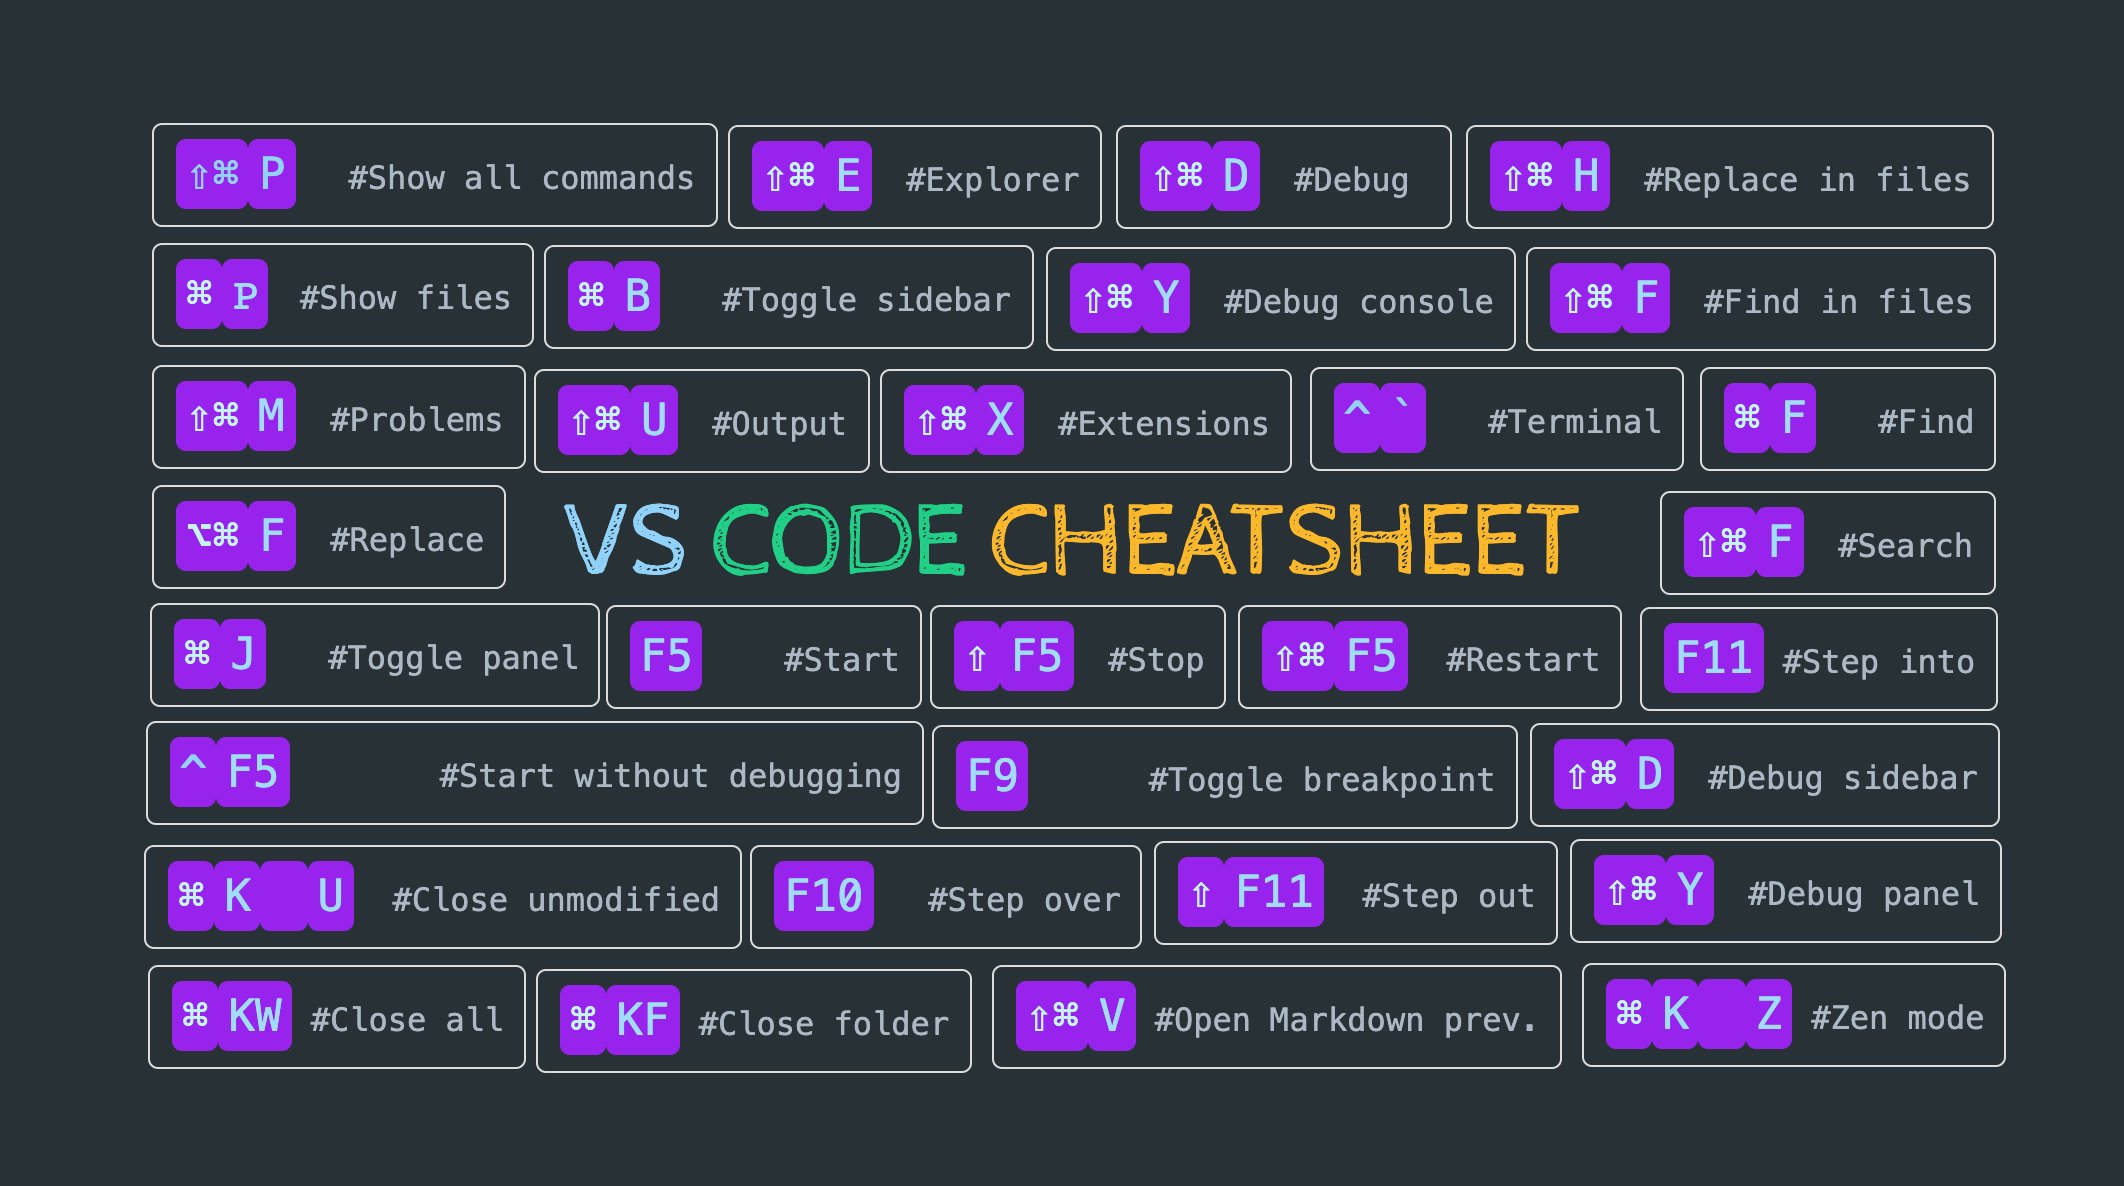 ⇧⌘ P #Show all commands
⇧⌘ E #Explorer
⇧⌘ D #Debug
⇧⌘ H #Replace in files
⌘ P #Show files
⌘ B #Toggle sidebar
⇧⌘ Y #Debug console
⇧⌘ F #Find in files
⇧⌘ M #Problems
⇧⌘ U #Output
⇧⌘ X #Extensions
^ ` #Terminal
⌘ F #Find
⌥⌘ F #Replace
VS CODE CHEATSHEET
⇧⌘ F #Search
⌘ J #Toggle panel
F5 #Start
⇧ F5 #Stop
⇧⌘ F5 #Restart
F11 #Step into
^ F5 #Start without debugging
F9 #Toggle breakpoint
⇧⌘ D #Debug sidebar
⌘ K U #Close unmodified
F10 #Step over
⇧ F11 #Step out
⇧⌘ Y #Debug panel
⌘ KW #Close all
⌘ KF #Close folder
⇧⌘ V #Open Markdown prev.
⌘ K Z #Zen mode